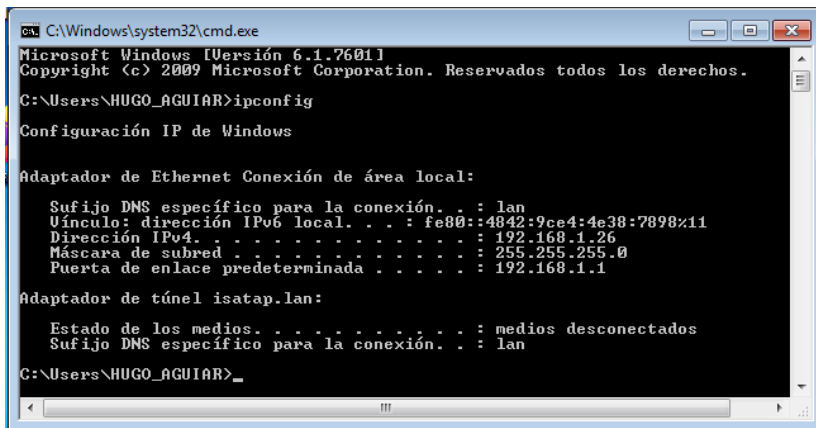 C:\Windows\system32\cmd.exe
Microsoft Windows [Versión 6.1.7601]
Copyright (c) 2009 Microsoft Corporation. Reservados todos los derechos.
C:\Users\HUGO_AGUIAR>ipconfig
Configuración IP de Windows
Adaptador de Ethernet Conexión de área local:
Sufijo DNS específico para la conexión. . : lan
Vínculo: dirección IPv6 local. . . : fe80::4842:9ce4:4e38:7898%11
Dirección IPv4. . . . . . . . . . . . . . : 192.168.1.26
Máscara de subred . . . . . . . . . . . . : 255.255.255.0
Puerta de enlace predeterminada . . . . . : 192.168.1.1
Adaptador de túnel isatap.lan:
Estado de los medios. . . . . . . . . . . : medios desconectados
Sufijo DNS específico para la conexión. . : lan
C:\Users\HUGO_AGUIAR>_